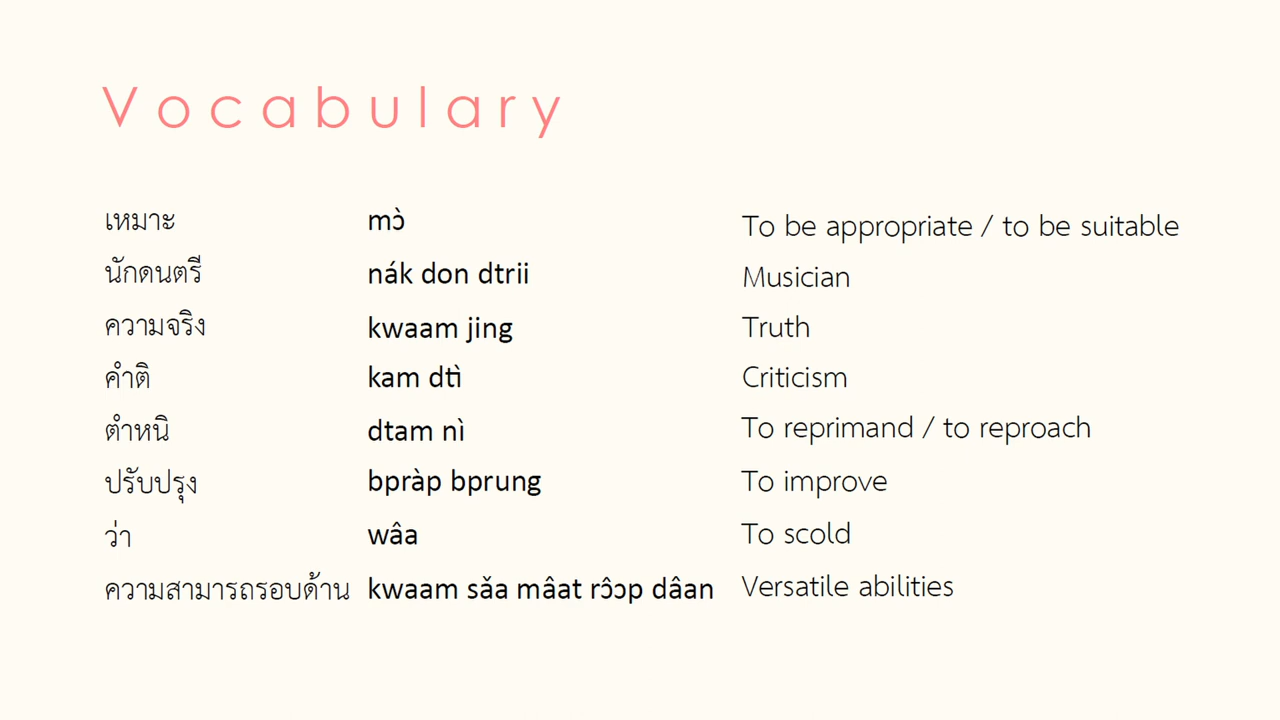 Vocabulary
เหมาะ mɔ̀ To be appropriate / to be suitable
นักดนตรี nák don dtrii Musician
ความจริง kwaam jing Truth
คำติ kam dtì Criticism
ตำหนิ dtam nì To reprimand / to reproach
ปรับปรุง bpràp bprung To improve
ว่า wâa To scold
ความสามารถรอบด้าน kwaam sǎa mâat rɔ̂ɔp dâan Versatile abilities